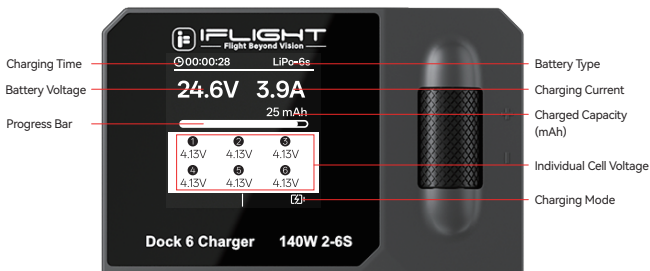 iFLIGHT
Flight Beyond Vision
Charging Time
00:00:28
LiPo-6s
Battery Type
Battery Voltage
24.6V
3.9A
Charging Current
25 mAh
Charged Capacity
(mAh)
Progress Bar
1 2 3
4.13V 4.13V 4.13V
4 5 6
4.13V 4.13V 4.13V
Individual Cell Voltage
Charging Mode
Dock 6 Charger 140W 2-6S